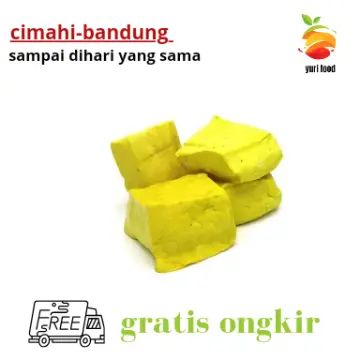 cimahi-bandung
sampai dihari yang sama
yuri food
FREE
gratis ongkir